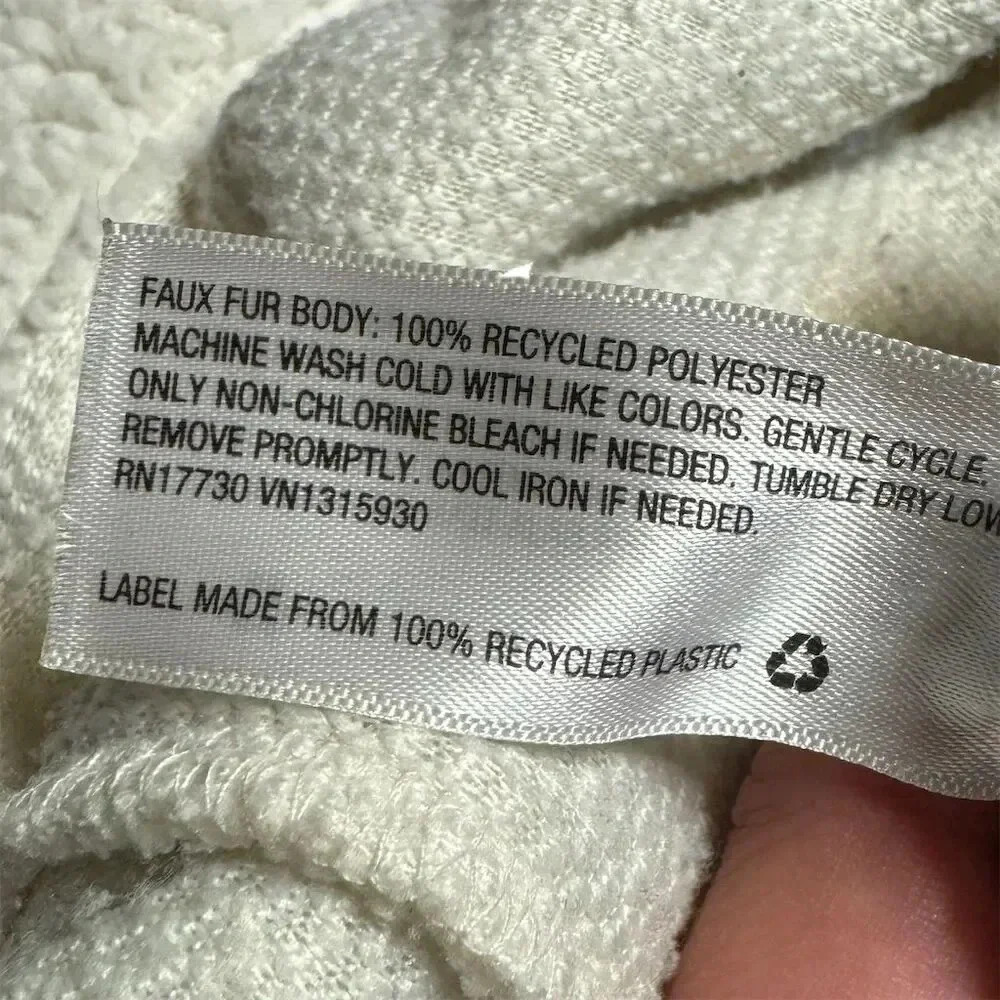 FAUX FUR BODY: 100% RECYCLED POLYESTER
MACHINE WASH COLD WITH LIKE COLORS. GENTLE CYCLE.
ONLY NON-CHLORINE BLEACH IF NEEDED. TUMBLE DRY LOW
REMOVE PROMPTLY. COOL IRON IF NEEDED.
RN17730 VN1315930
LABEL MADE FROM 100% RECYCLED PLASTIC